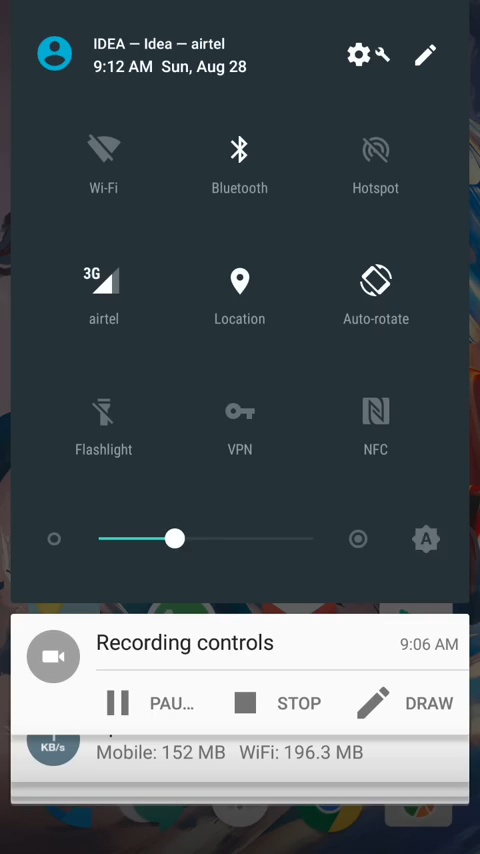 IDEA — Idea — airtel
9:12 AM Sun, Aug 28
Wi-Fi
Bluetooth
Hotspot
3G
airtel
Location
Auto-rotate
Flashlight
VPN
NFC
A
Recording controls
9:06 AM
PAU...
STOP
DRAW
KB/s
Mobile: 152 MB WiFi: 196.3 MB